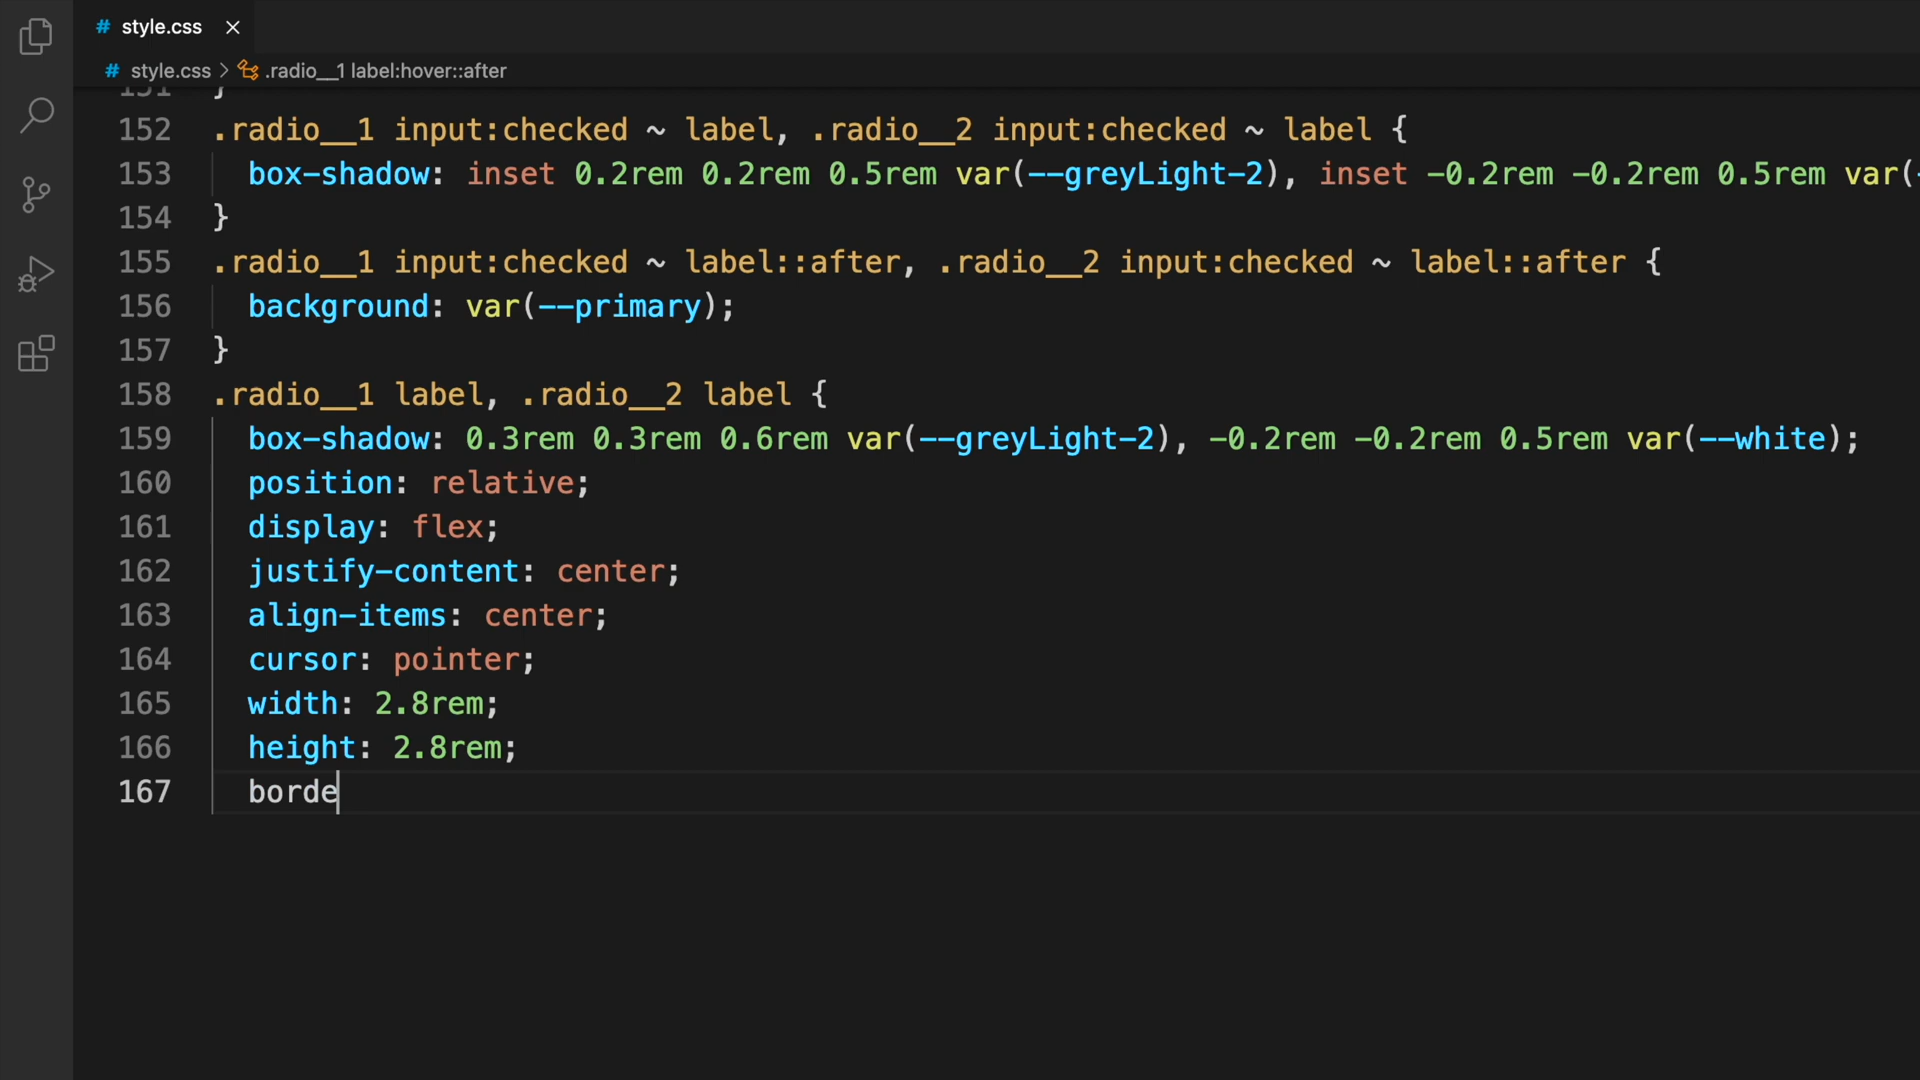 # style.css ×
# style.css > .radio__1 label:hover::after
151 }
152 .radio__1 input:checked ~ label, .radio__2 input:checked ~ label {
153 box-shadow: inset 0.2rem 0.2rem 0.5rem var(--greyLight-2), inset -0.2rem -0.2rem 0.5rem var(-
154 }
155 .radio__1 input:checked ~ label::after, .radio__2 input:checked ~ label::after {
156 background: var(--primary);
157 }
158 .radio__1 label, .radio__2 label {
159 box-shadow: 0.3rem 0.3rem 0.6rem var(--greyLight-2), -0.2rem -0.2rem 0.5rem var(--white);
160 position: relative;
161 display: flex;
162 justify-content: center;
163 align-items: center;
164 cursor: pointer;
165 width: 2.8rem;
166 height: 2.8rem;
167 borde